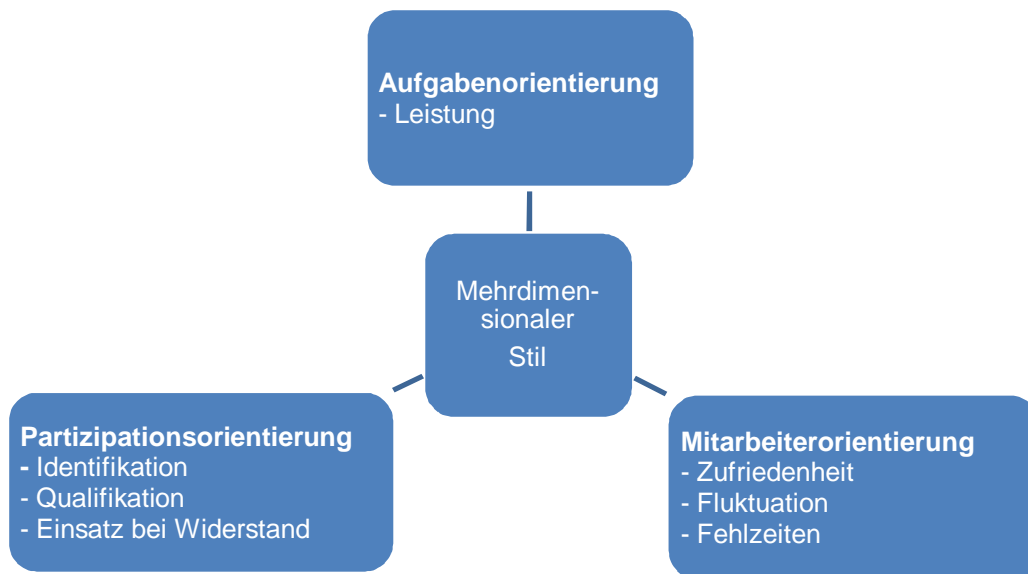 Aufgabenorientierung
- Leistung
Mehrdimen-
sionaler
Stil
Partizipationsorientierung
- Identifikation
- Qualifikation
- Einsatz bei Widerstand
Mitarbeiterorientierung
- Zufriedenheit
- Fluktuation
- Fehlzeiten